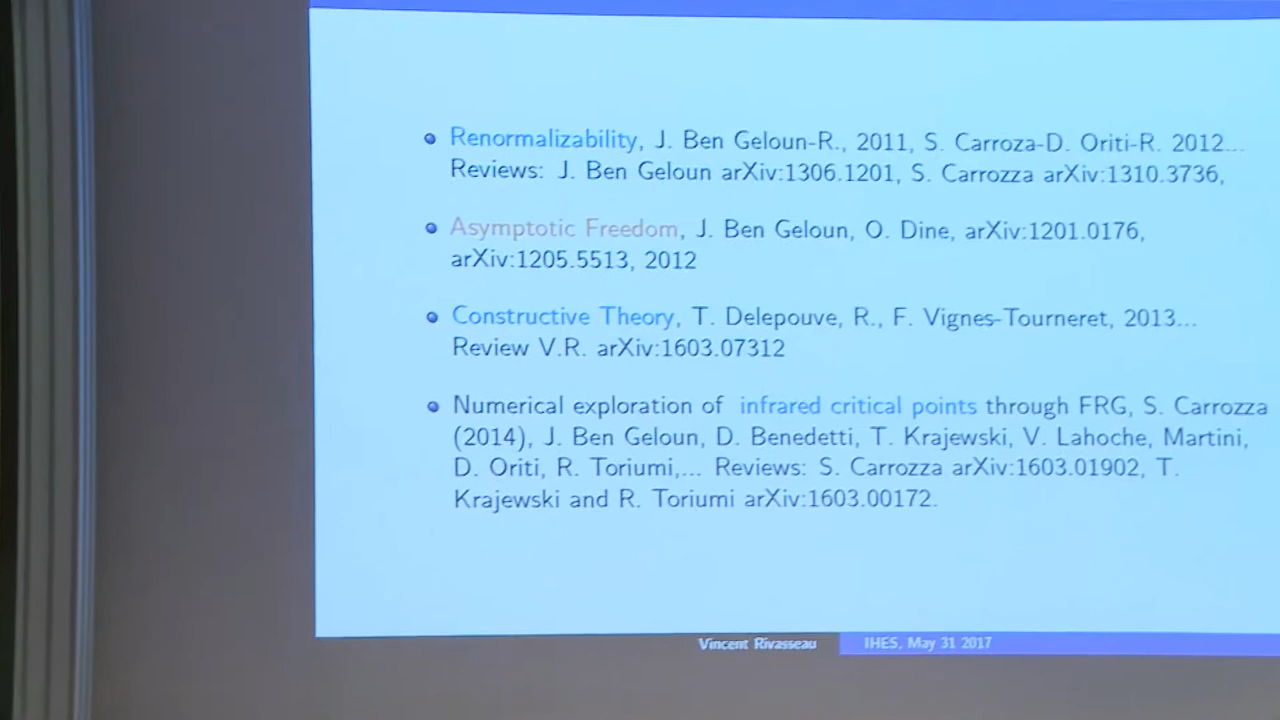 Renormalizability, J. Ben Geloun-R., 2011, S. Carroza-D. Oriti-R. 2012...
Reviews: J. Ben Geloun arXiv:1306.1201, S. Carrozza arXiv:1310.3736,
Asymptotic Freedom, J. Ben Geloun, O. Dine, arXiv:1201.0176,
arXiv:1205.5513, 2012
Constructive Theory, T. Delepouve, R., F. Vignes-Tourneret, 2013...
Review V.R. arXiv:1603.07312
Numerical exploration of infrared critical points through FRG, S. Carrozza
(2014), J. Ben Geloun, D. Benedetti, T. Krajewski, V. Lahoche, Martini,
D. Oriti, R. Toriumi,... Reviews: S. Carrozza arXiv:1603.01902, T.
Krajewski and R. Toriumi arXiv:1603.00172.
Vincent Rivasseau
IHES, May 31 2017